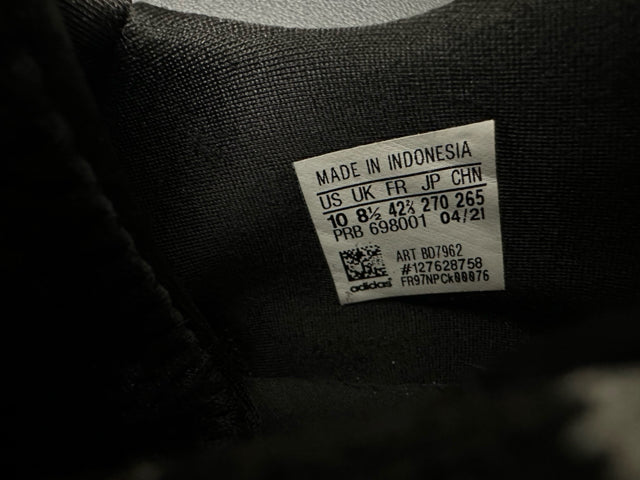 MADE IN INDONESIA
US UK FR JP CHN
10 8½ 42⅔ 270 265
PRB 698001 04/21
ART BD7962
#127628758
adidas FR97NPCk00076